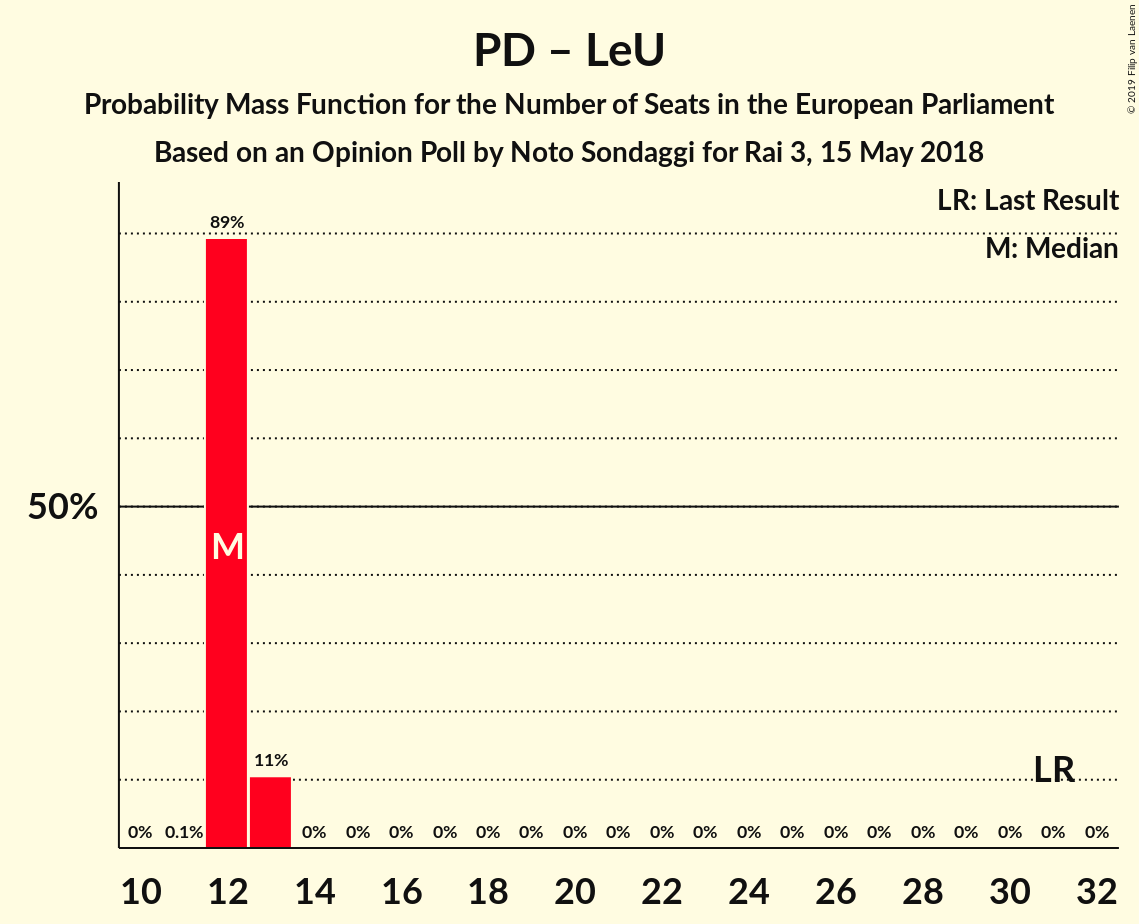 PD – LeU
Probability Mass Function for the Number of Seats in the European Parliament
Based on an Opinion Poll by Noto Sondaggi for Rai 3, 15 May 2018
© 2019 Filip van Laenen
LR: Last Result
M: Median
89%
50%
M
11%
LR
0% 0.1% 0% 0% 0% 0% 0% 0% 0% 0% 0% 0% 0% 0% 0% 0% 0% 0% 0% 0% 0%
10 12 14 16 18 20 22 24 26 28 30 32